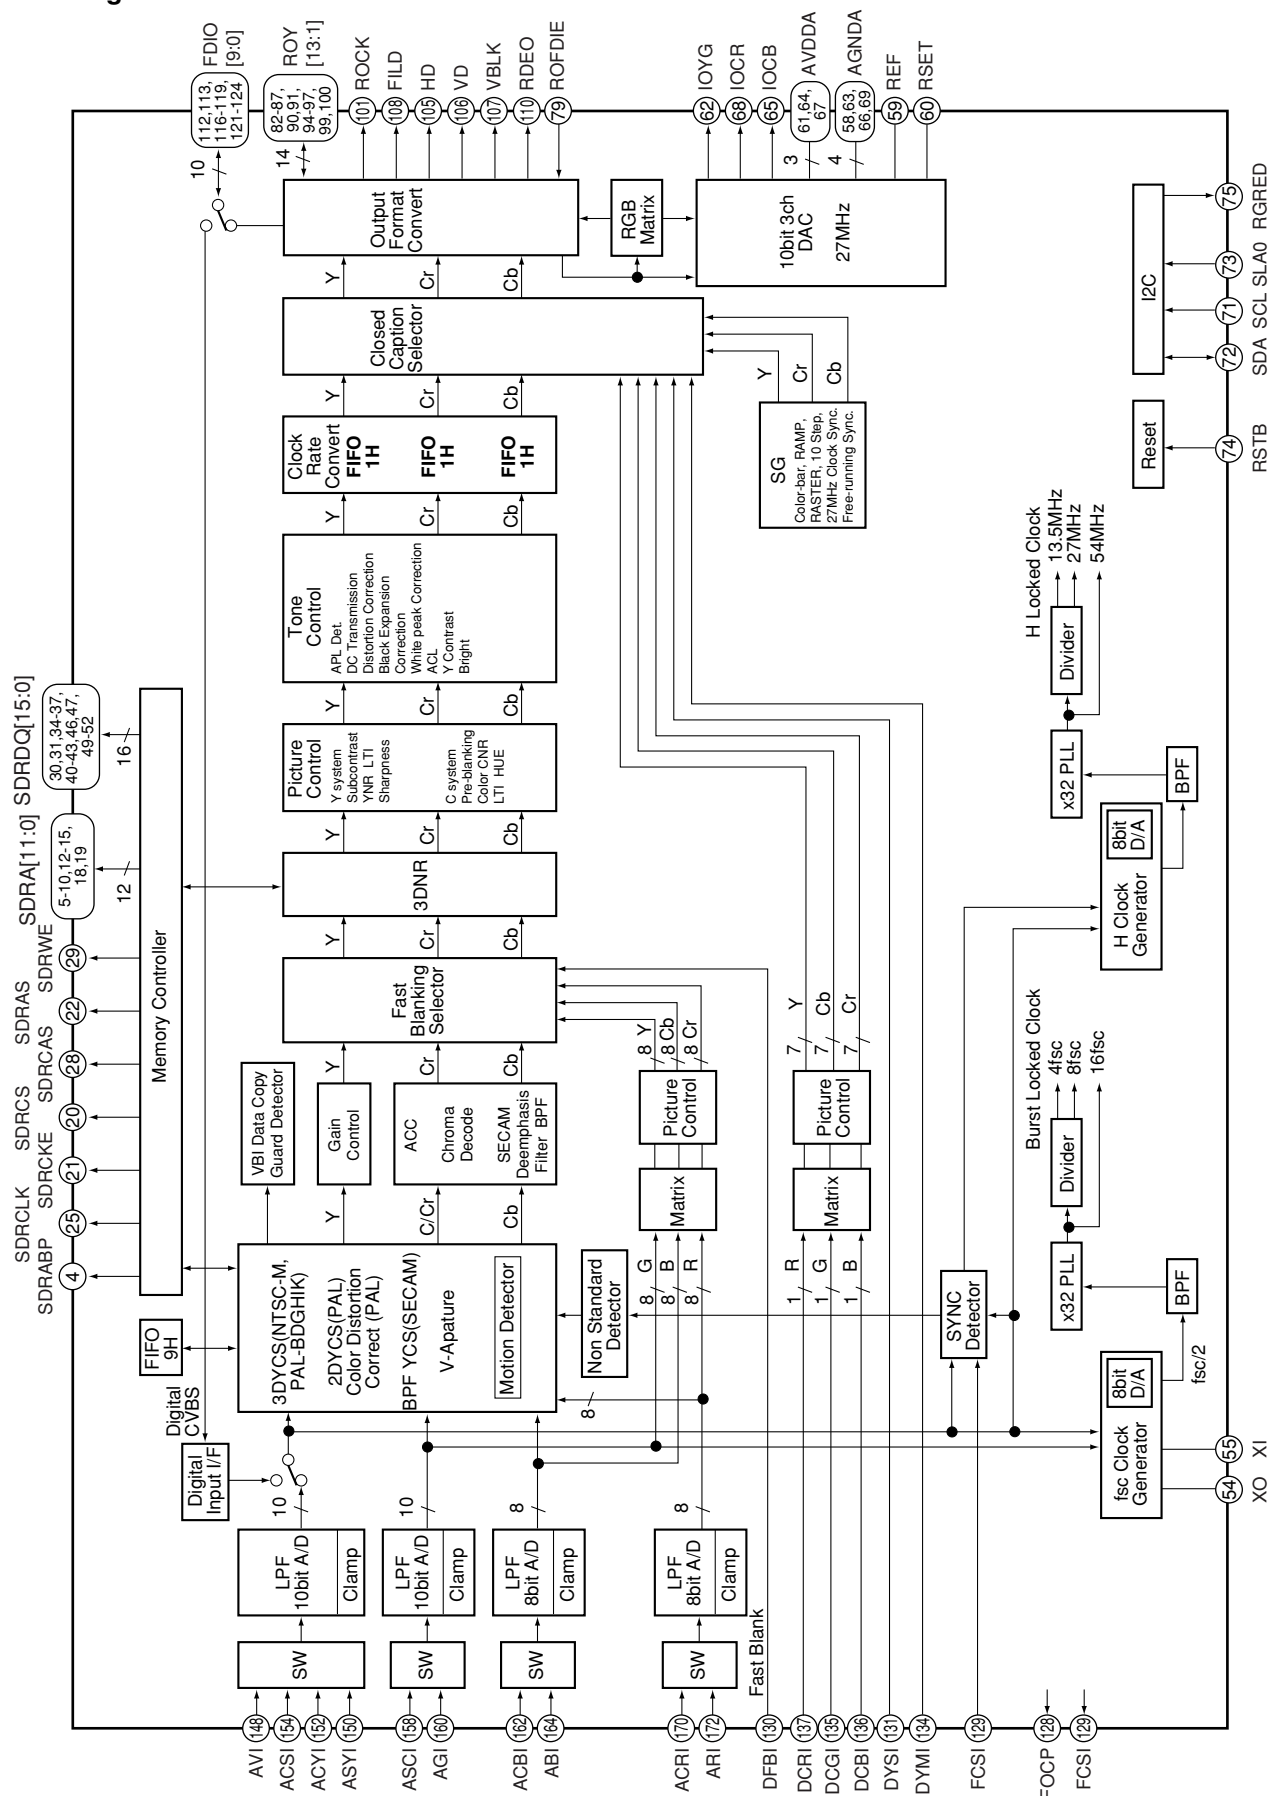 AVI 148
ACSI 154
ACYI 152
ASYI 150
ASCI 158
AGI 160
ACBI 162
ABI 164
ACRI 170
ARI 172
DFBI 130
DCRI 137
DCGI 135
DCBI 136
DYSI 131
DYMI 134
FCSI 129
FOCP 128
FCSI 129
SW
SW
SW
SW
LPF
10bit A/D
Clamp
LPF
10bit A/D
Clamp
LPF
8bit A/D
Clamp
LPF
8bit A/D
Clamp
Fast Blank
10
10
8
8
Digital
Input I/F
Digital
CVBS
FIFO
9H
3DYCS(NTSC-M,
PAL-BDGHIK)
2DYCS(PAL)
Color Distortion
Correct (PAL)
BPF YCS(SECAM)
V-Apature
Motion Detector
8
Non Standard
Detector
8 G
8 B
8 R
1 R
1 G
1 B
SYNC
Detector
VBI Data Copy
Guard Detector
Y
Gain
Control
C/Cr
Cb
ACC
Chroma
Decode
SECAM
Deemphasis
Filter BPF
Matrix
Picture
Control
8 Y
8 Cb
8 Cr
Matrix
Picture
Control
7 Y
7 Cb
7 Cr
Y
Cr
Cb
Fast
Blanking
Selector
Y
Cr
Cb
3DNR
Y
Cr
Cb
Picture
Control
Y system
Subcontrast
YNR LTI
Sharpness
C system
Pre-blanking
Color CNR
LTI HUE
Y
Cr
Cb
Tone
Control
APL Det.
DC Transmission
Distortion Correction
Black Expansion
Correction
White peak Correction
ACL
Y Contrast
Bright
Y
Cr
Cb
Clock
Rate
Convert
FIFO
1H
FIFO
1H
FIFO
1H
Y
Cr
Cb
Closed
Caption
Selector
Y
Cr
Cb
SG
Color-bar, RAMP,
RASTER, 10 Step,
27MHz Clock Sync.
Free-running Sync.
Y
Cr
Cb
Output
Format
Convert
RGB
Matrix
10bit 3ch
DAC
27MHz
10
14
3
4
FDIO
[9:0]
112,113,
116-119,
121-124
ROY
[13:1]
82-87,
90,91,
94-97,
99,100
101 ROCK
108 FILD
105 HD
106 VD
107 VBLK
110 RDEO
79 ROFDIE
62 IOYG
68 IOCR
65 IOCB
61,64,
67
AVDDA
58,63,
66,69
AGNDA
59 REF
60 RSET
Memory Controller
SDRABP
4
SDRCLK
25
SDRCKE
21
SDRCS
20
SDRCAS
28
SDRAS
22
SDRWE
29
SDRA[11:0]
5-10,12-15,
18,19
12
SDRDQ[15:0]
30,31,34-37,
40-43,46,47,
49-52
16
fsc Clock
Generator
8bit
D/A
fsc/2
BPF
x32 PLL
Divider
Burst Locked Clock
4fsc
8fsc
16fsc
H Clock
Generator
8bit
D/A
BPF
x32 PLL
Divider
H Locked Clock
13.5MHz
27MHz
54MHz
Reset
I2C
54
XO
55
XI
74
RSTB
72
SDA
71
SCL
73
SLA0
75
RGRED